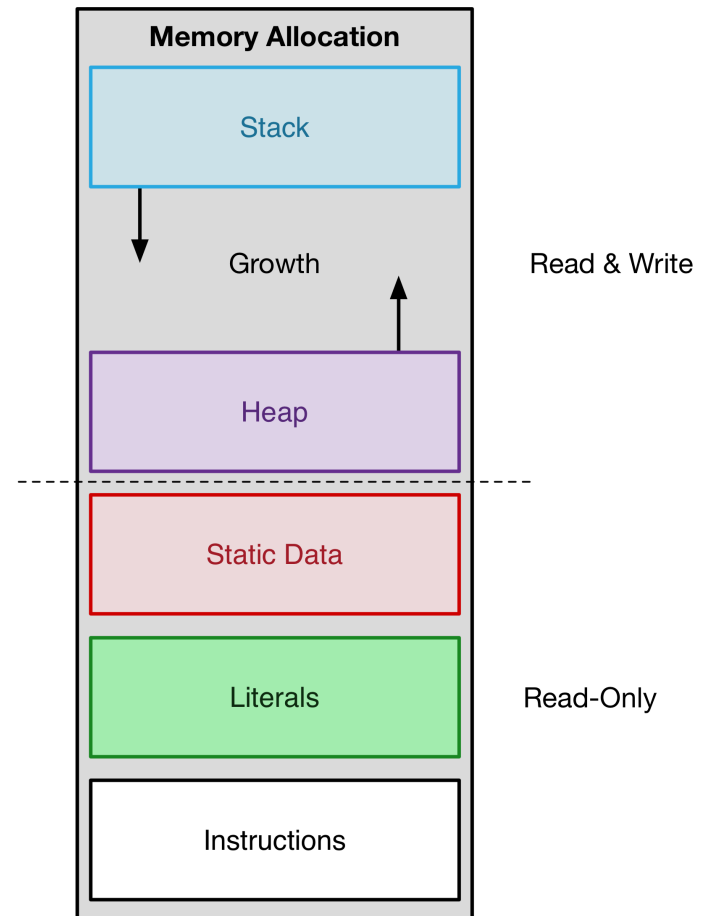 Memory Allocation
Stack
Growth
Read & Write
Heap
Static Data
Literals
Read-Only
Instructions